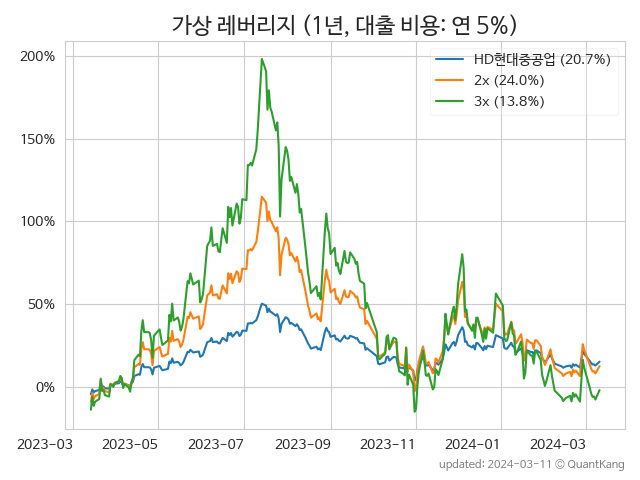 가상 레버리지 (1년, 대출 비용: 연 5%)
200%
150%
100%
50%
0%
HD현대중공업 (20.7%)
2x (24.0%)
3x (13.8%)
2023-03
2023-05
2023-07
2023-09
2023-11
2024-01
2024-03
updated: 2024-03-11 © QuantKang